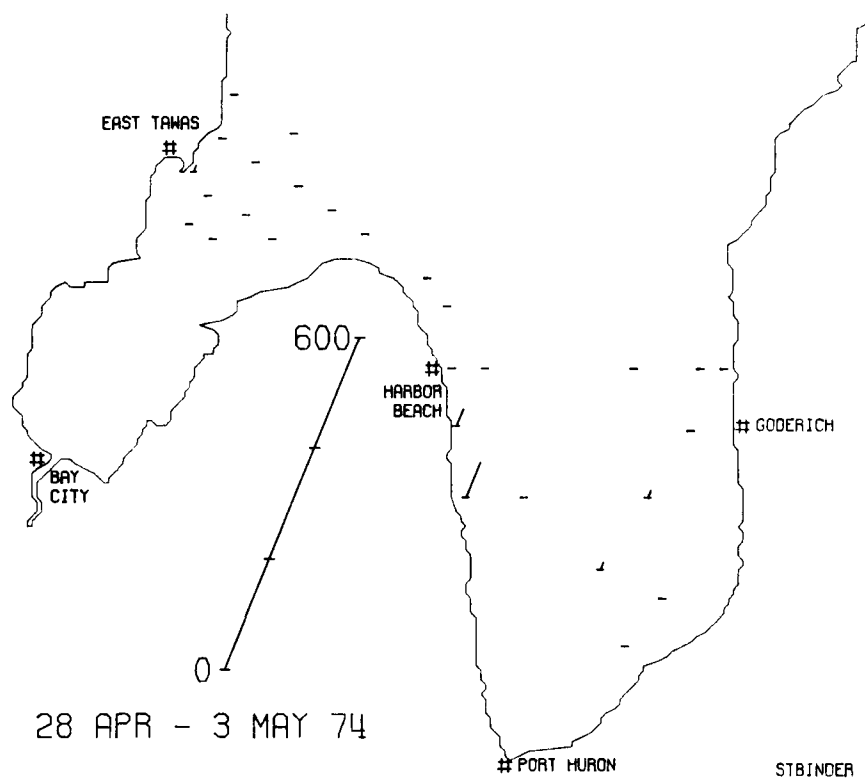 EAST TAWAS
600
HARBOR
BEACH
GODERICH
BAY
CITY
0
28 APR - 3 MAY 74
PORT HURON
STBINDER